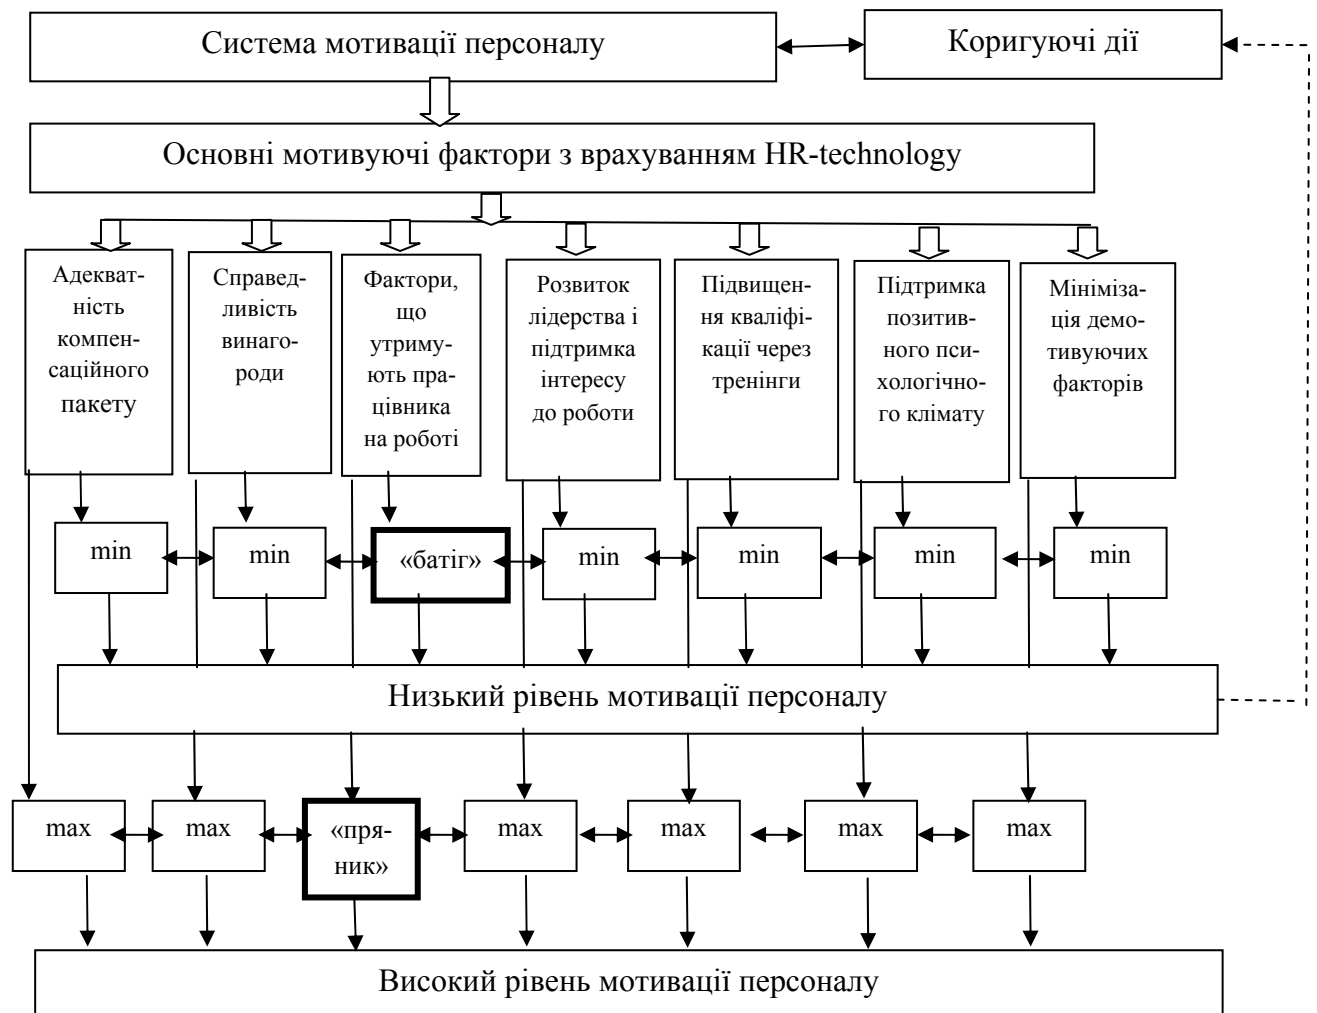 Система мотивації персоналу
Коригуючі дії
Основні мотивуючі фактори з врахуванням HR-technology
Адекват-
ність
компен-
саційного
пакету
Справед-
ливість
винаго-
роди
Фактори,
що
утриму-
ють пра-
цівника
на роботі
Розвиток
лідерства і
підтримка
інтересу
до роботи
Підвищен-
ня кваліфі-
кації через
тренінги
Підтримка
позитив-
ного пси-
хологічно-
го клімату
Мініміза-
ція демо-
тивуючих
факторів
min
min
«батіг»
min
min
min
min
Низький рівень мотивації персоналу
max
max
«пря-
ник»
max
max
max
max
Високий рівень мотивації персоналу